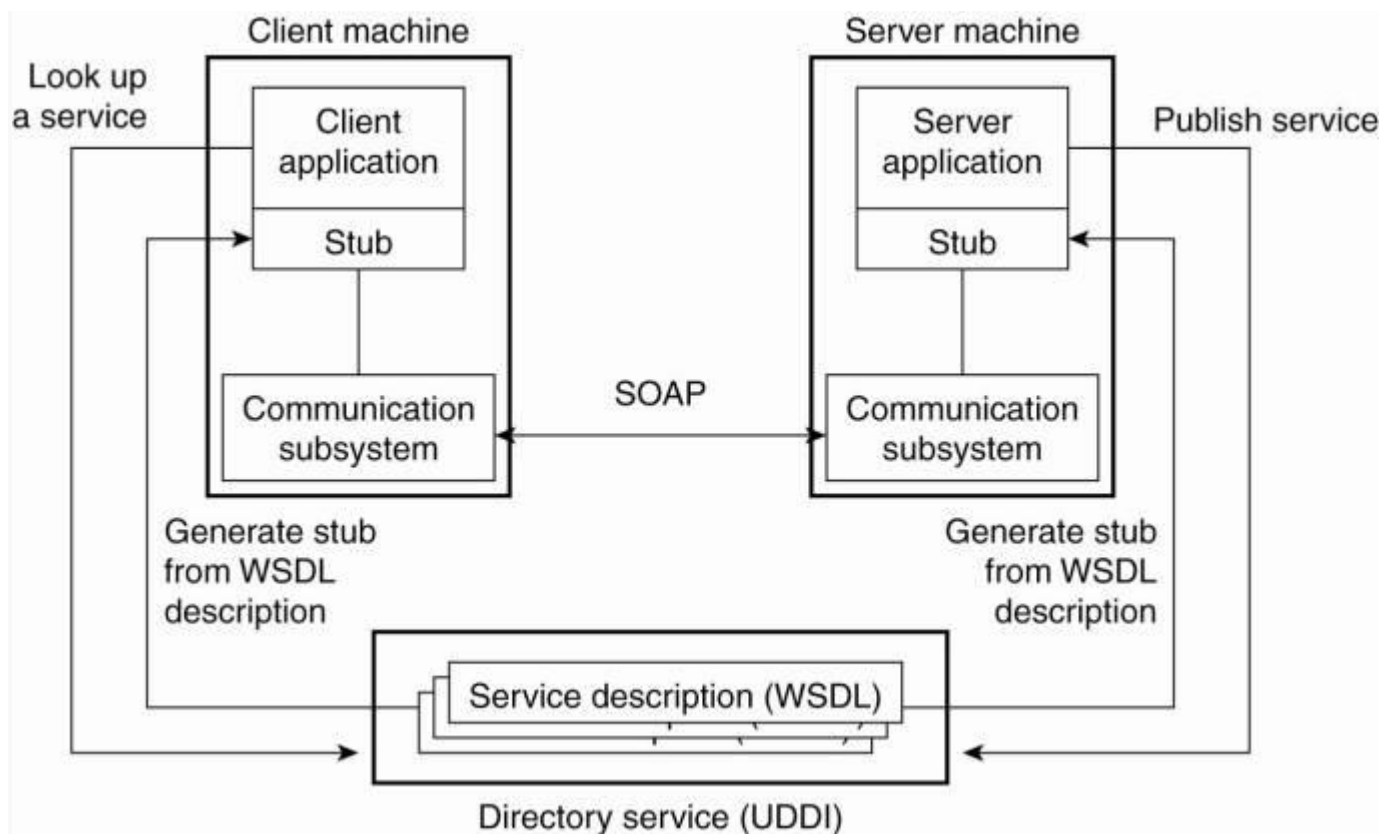 Client machine
Server machine
Look up
a service
Client
application
Server
application
Publish service
Stub
Stub
SOAP
Communication
subsystem
Communication
subsystem
Generate stub
from WSDL
description
Generate stub
from WSDL
description
Service description (WSDL)
Directory service (UDDI)